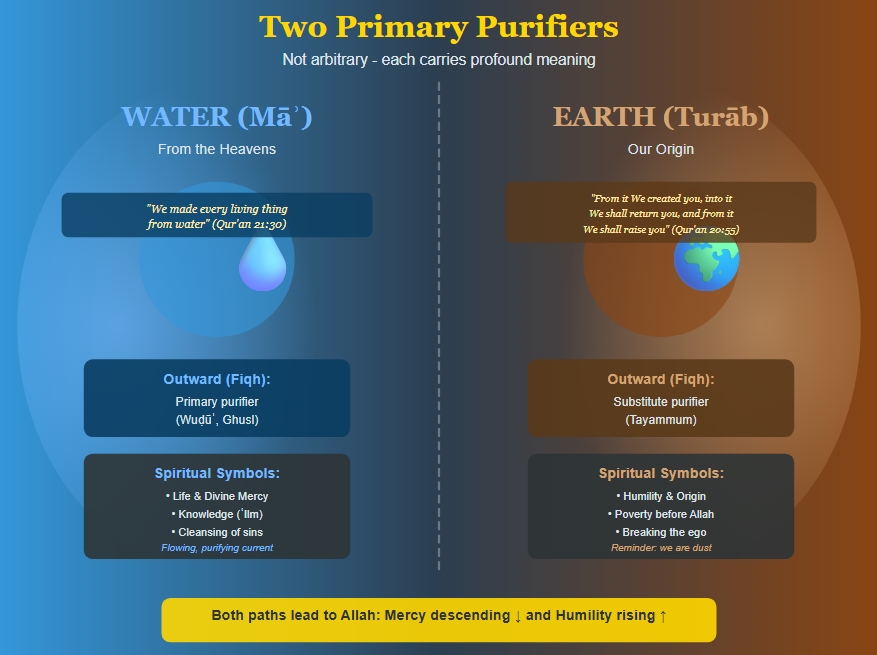 Two Primary Purifiers
Not arbitrary - each carries profound meaning
WATER (Māʾ)
From the Heavens
"We made every living thing
from water" (Qur'an 21:30)
Outward (Fiqh):
Primary purifier
(Wuḍūʾ, Ghusl)
Spiritual Symbols:
• Life & Divine Mercy
• Knowledge (ʿIlm)
• Cleansing of sins
Flowing, purifying current
EARTH (Turāb)
Our Origin
"From it We created you, into it
We shall return you, and from it
We shall raise you" (Qur'an 20:55)
Outward (Fiqh):
Substitute purifier
(Tayammum)
Spiritual Symbols:
• Humility & Origin
• Poverty before Allah
• Breaking the ego
Reminder: we are dust
Both paths lead to Allah: Mercy descending ↓ and Humility rising ↑